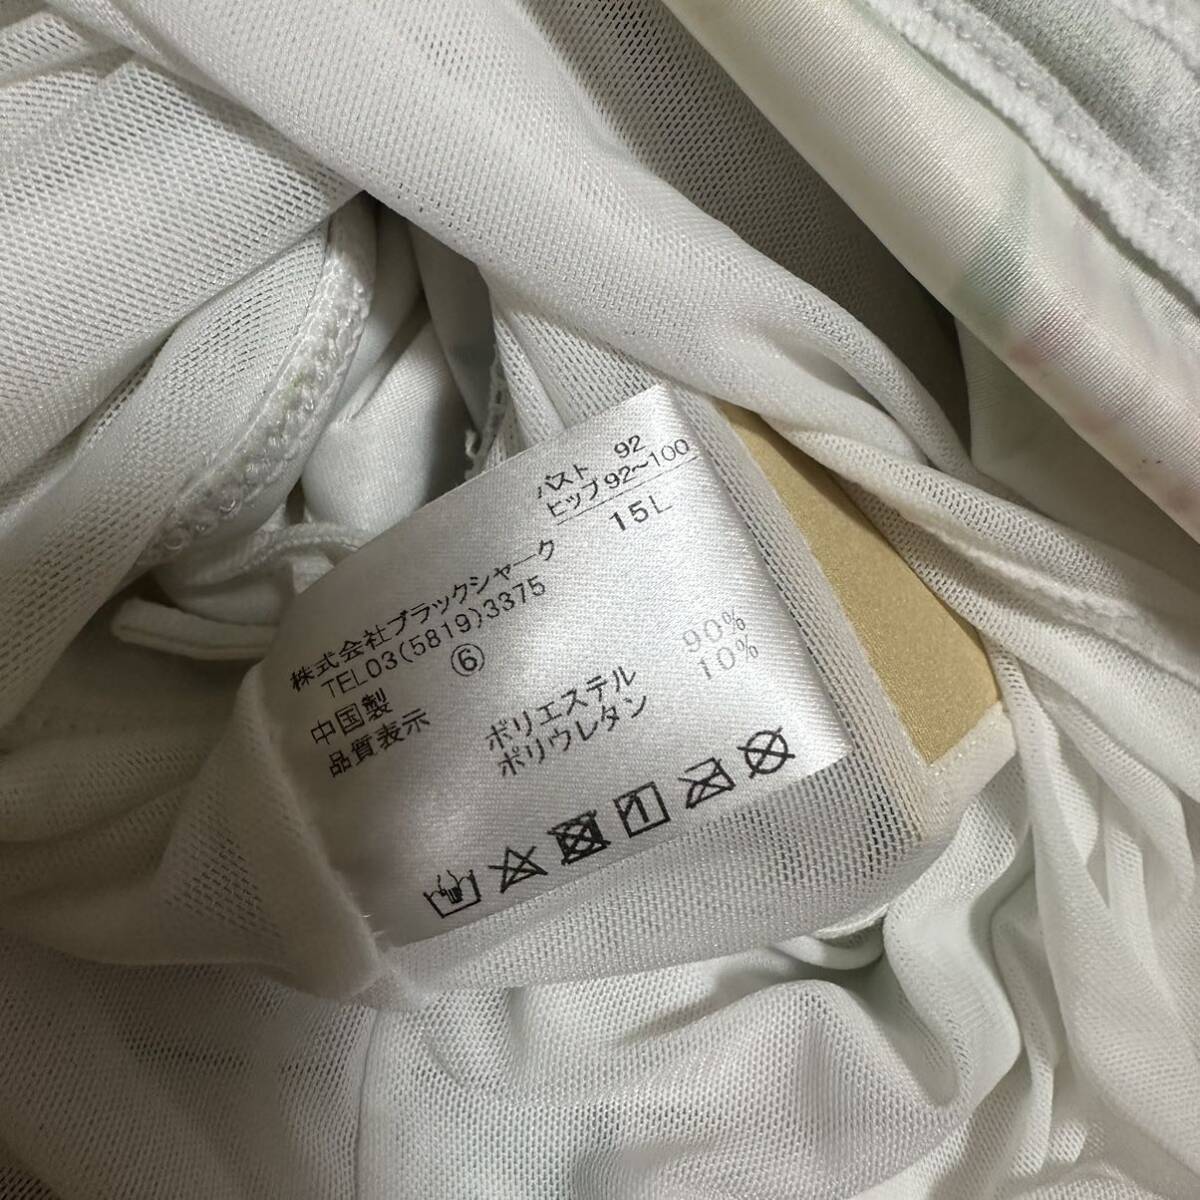 バスト 92
ヒップ92~100
15L
株式会社ブラックシャーク
TEL03(5819)3375
中国製 ⑥
品質表示
ポリエステル 90%
ポリウレタン 10%